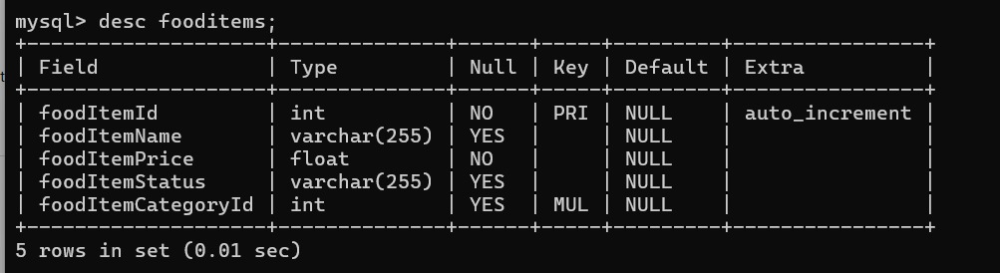 mysql> desc fooditems;
+--------------------+--------------+------+-----+---------+----------------+
| Field              | Type         | Null | Key | Default | Extra          |
+--------------------+--------------+------+-----+---------+----------------+
| foodItemId         | int          | NO   | PRI | NULL    | auto_increment |
| foodItemName       | varchar(255) | YES  |     | NULL    |                |
| foodItemPrice      | float        | NO   |     | NULL    |                |
| foodItemStatus     | varchar(255) | YES  |     | NULL    |                |
| foodItemCategoryId | int          | YES  | MUL | NULL    |                |
+--------------------+--------------+------+-----+---------+----------------+
5 rows in set (0.01 sec)